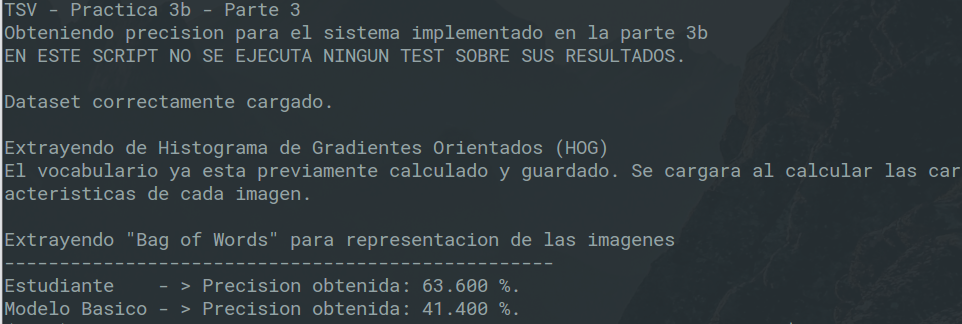 TSV - Practica 3b - Parte 3
Obteniendo precision para el sistema implementado en la parte 3b
EN ESTE SCRIPT NO SE EJECUTA NINGUN TEST SOBRE SUS RESULTADOS.
Dataset correctamente cargado.
Extrayendo de Histograma de Gradientes Orientados (HOG)
El vocabulario ya esta previamente calculado y guardado. Se cargara al calcular las car
acteristicas de cada imagen.
Extrayendo "Bag of Words" para representacion de las imagenes
--------------------------------------------------
Estudiante    - > Precision obtenida: 63.600 %.
Modelo Basico - > Precision obtenida: 41.400 %.